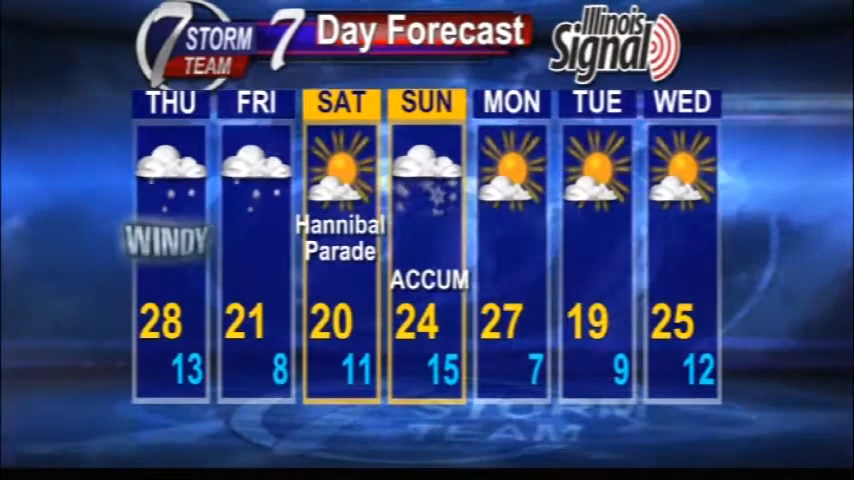 7 STORM TEAM
7 Day Forecast
Illinois Signal
THU FRI SAT SUN MON TUE WED
WINDY
Hannibal
Parade
ACCUM
28 21 20 24 27 19 25
13 8 11 15 7 9 12
STORM
TEAM